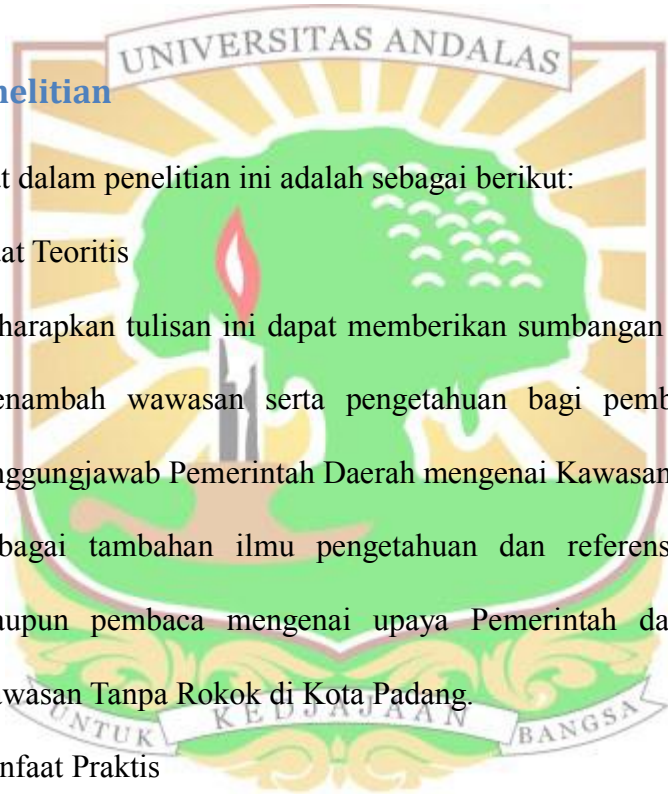 UNIVERSITAS ANDALAS
nelitian
t dalam penelitian ini adalah sebagai berikut:
at Teoritis
harapkan tulisan ini dapat memberikan sumbangan
enambah wawasan serta pengetahuan bagi pemb
nggungjawab Pemerintah Daerah mengenai Kawasan
bagai tambahan ilmu pengetahuan dan referens
aupun pembaca mengenai upaya Pemerintah da
awasan Tanpa Rokok di Kota Padang.
UNTUK KEDJAJAAN BANGSA
nfaat Praktis